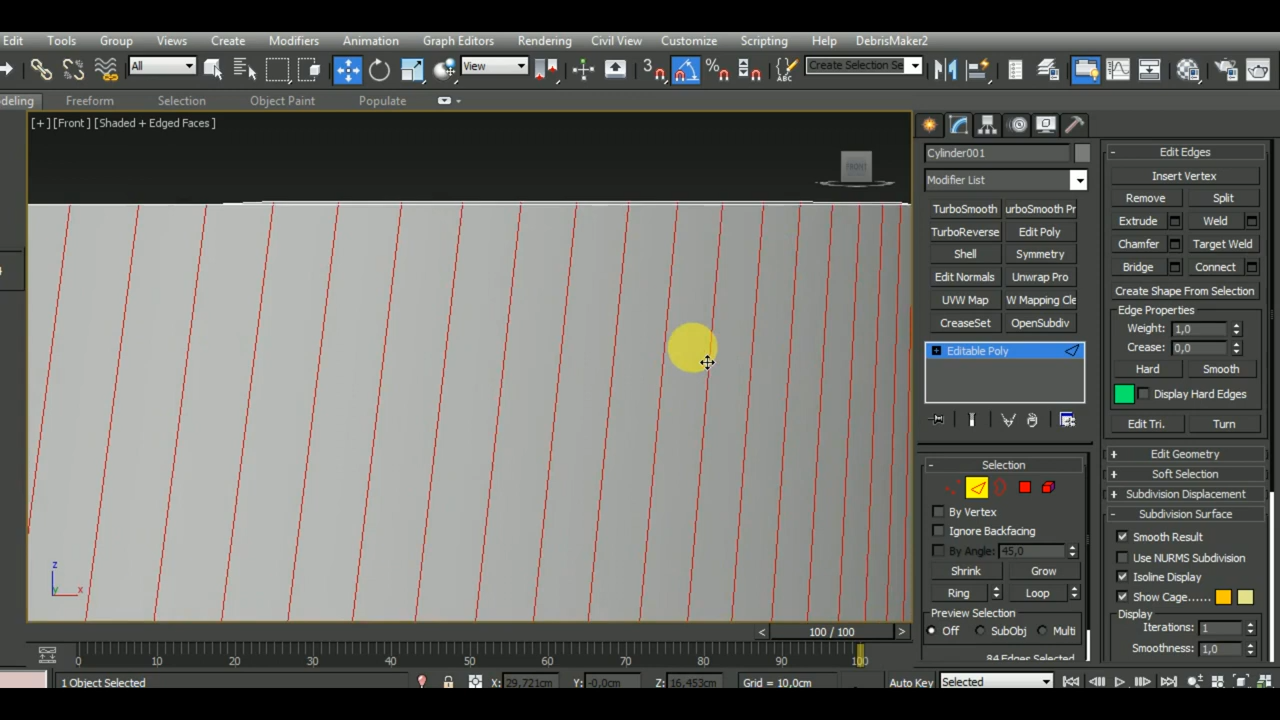 Edit Tools Group Views Create Modifiers Animation Graph Editors Rendering Civil View Customize Scripting Help DebrisMaker2
All View 3 Create Selection Se ABC
deling Freeform Selection Object Paint Populate
[+] [Front] [Shaded + Edged Faces]
FRONT
Cylinder001
Modifier List
TurboSmooth urboSmooth Pr
TurboReverse Edit Poly
Shell Symmetry
Edit Normals Unwrap Pro
UVW Map W Mapping Cle
CreaseSet OpenSubdiv
Editable Poly
- Selection
By Vertex
Ignore Backfacing
By Angle: 45,0
Shrink Grow
Ring Loop
Preview Selection
Off SubObj Multi
84 Edges Selected
- Edit Edges
Insert Vertex
Remove Split
Extrude Weld
Chamfer Target Weld
Bridge Connect
Create Shape From Selection
Edge Properties
Weight: 1,0
Crease: 0,0
Hard Smooth
Display Hard Edges
Edit Tri. Turn
+ Edit Geometry
+ Soft Selection
+ Subdivision Displacement
- Subdivision Surface
Smooth Result
Use NURMS Subdivision
Isoline Display
Show Cage......
Display
Iterations: 1
Smoothness: 1,0
z
y x
< 100 / 100 >
0 10 20 30 40 50 60 70 80 90 100
1 Object Selected X: 29,721cm Y: -0,0cm Z: 16,453cm Grid = 10,0cm Auto Key Selected